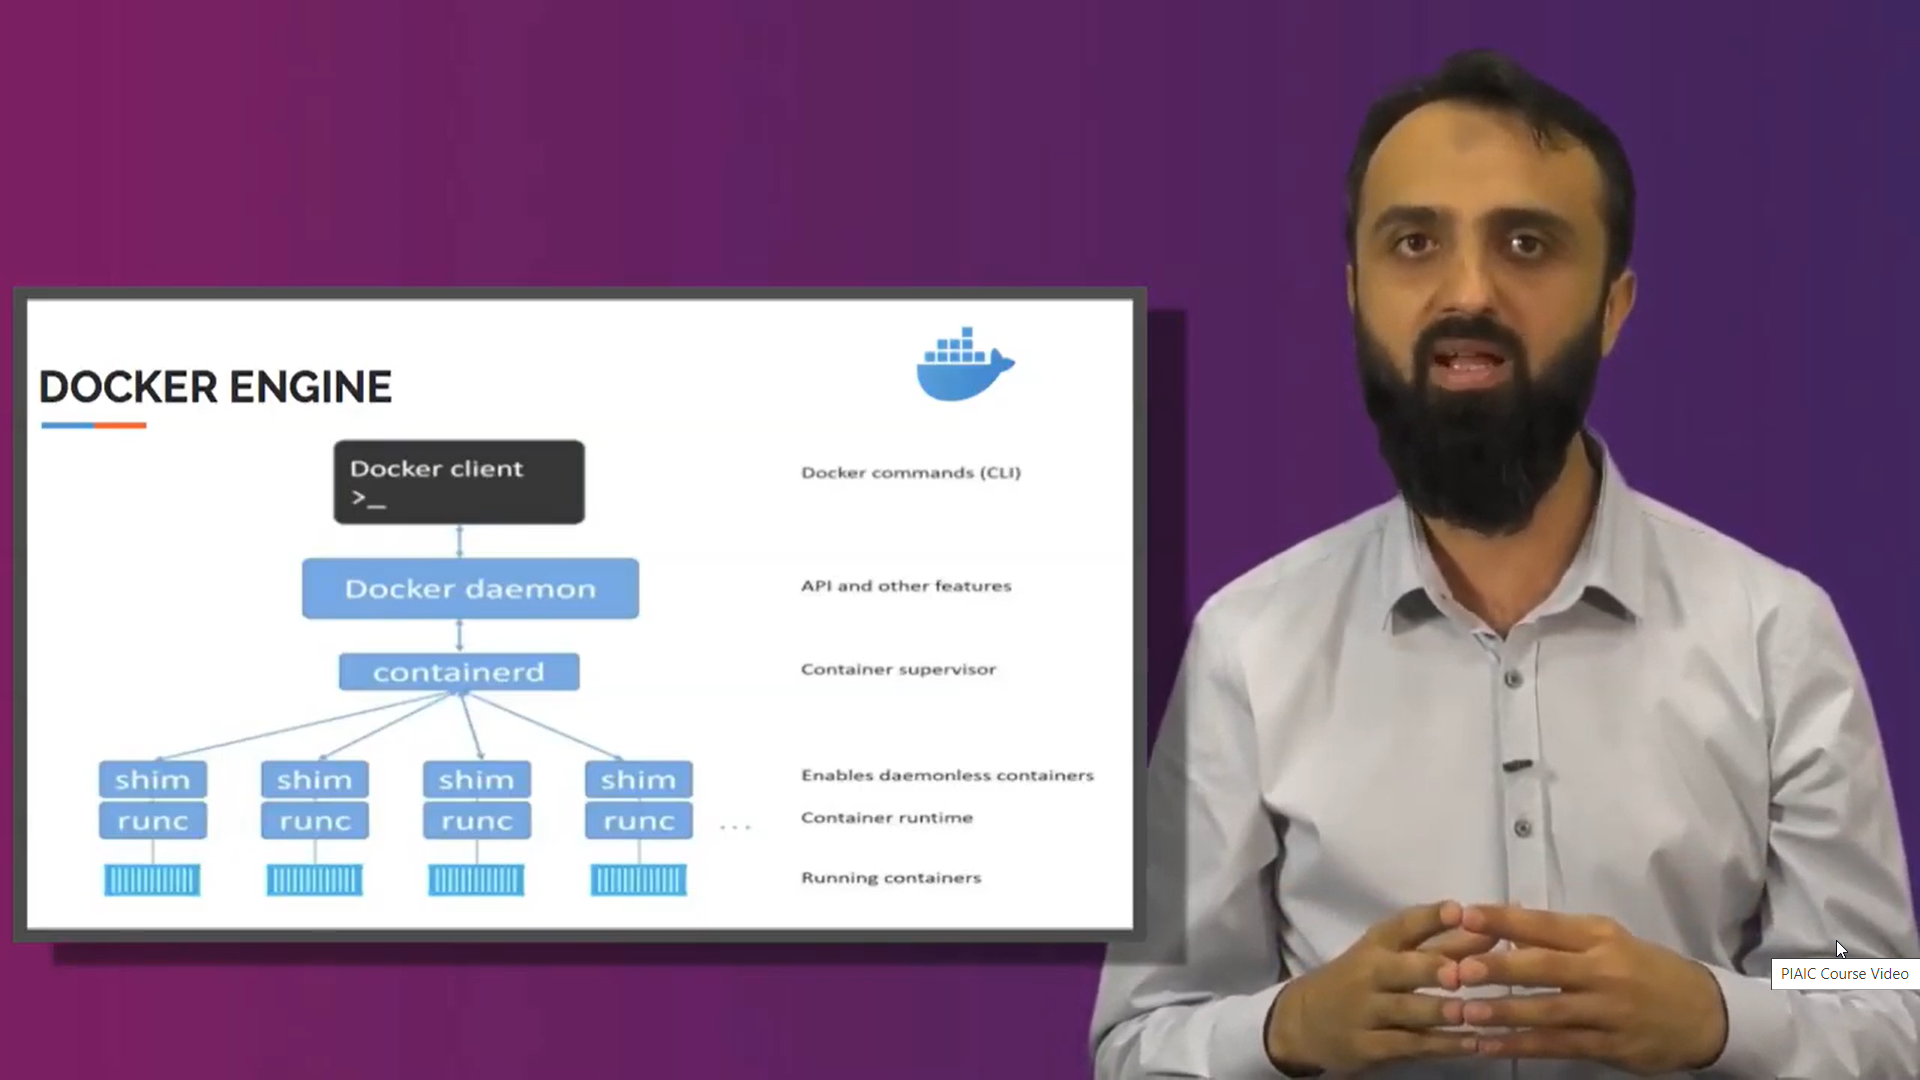 DOCKER ENGINE
Docker client
>_
Docker commands (CLI)
Docker daemon
API and other features
containerd
Container supervisor
shim shim shim shim
Enables daemonless containers
runc runc runc runc ...
Container runtime
Running containers
PIAIC Course Video